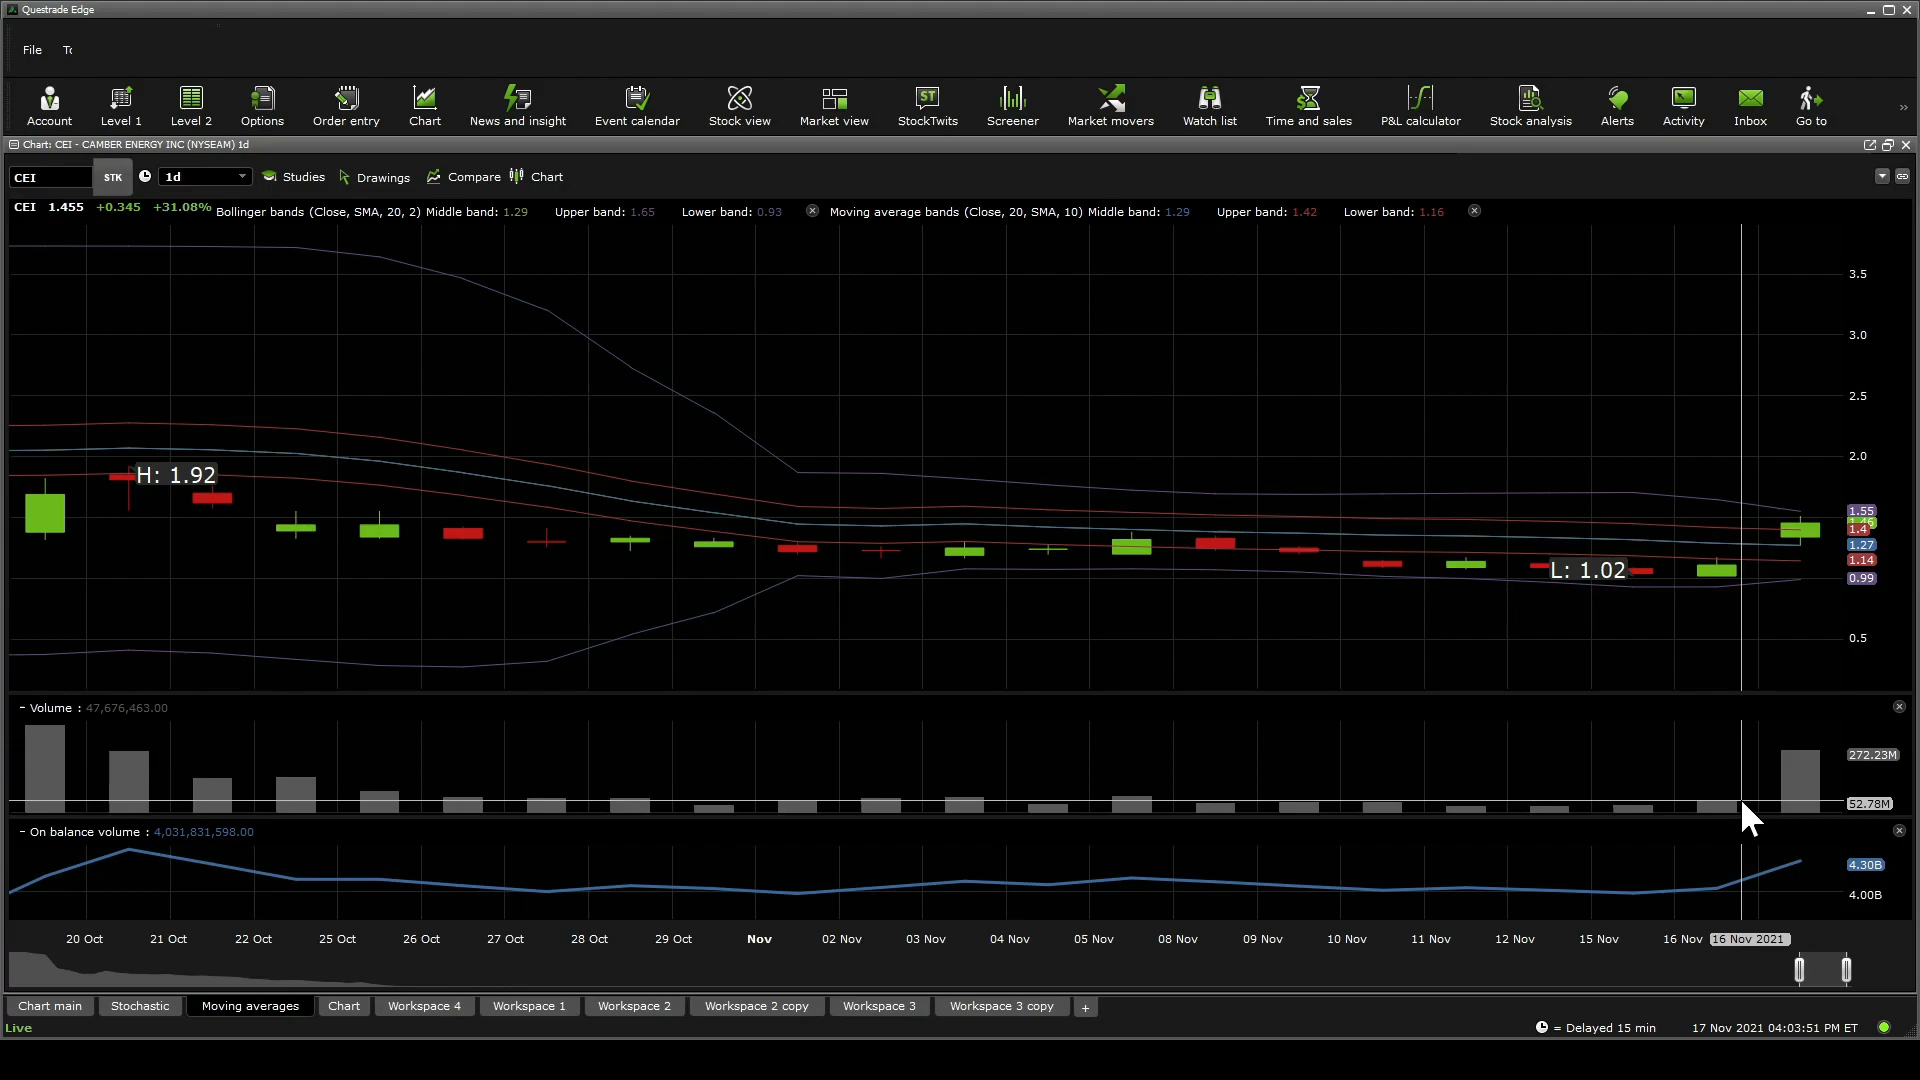 Questrade Edge
File To
Account Level 1 Level 2 Options Order entry Chart News and insight Event calendar Stock view Market view StockTwits Screener Market movers Watch list Time and sales P&L calculator Stock analysis Alerts Activity Inbox Go to
Chart: CEI - CAMBER ENERGY INC (NYSEAM) 1d
CEI STK 1d Studies Drawings Compare Chart
CEI 1.455 +0.345 +31.08% Bollinger bands (Close, SMA, 20, 2) Middle band: 1.29 Upper band: 1.65 Lower band: 0.93 Moving average bands (Close, 20, SMA, 10) Middle band: 1.29 Upper band: 1.42 Lower band: 1.16
3.5
3.0
2.5
2.0
H: 1.92
1.55
1.46
1.4
1.27
1.14
L: 1.02
0.99
0.5
- Volume : 47,676,463.00
272.23M
52.78M
- On balance volume : 4,031,831,598.00
4.30B
4.00B
20 Oct 21 Oct 22 Oct 25 Oct 26 Oct 27 Oct 28 Oct 29 Oct Nov 02 Nov 03 Nov 04 Nov 05 Nov 08 Nov 09 Nov 10 Nov 11 Nov 12 Nov 15 Nov 16 Nov 16 Nov 2021
Chart main Stochastic Moving averages Chart Workspace 4 Workspace 1 Workspace 2 Workspace 2 copy Workspace 3 Workspace 3 copy +
Live = Delayed 15 min 17 Nov 2021 04:03:51 PM ET